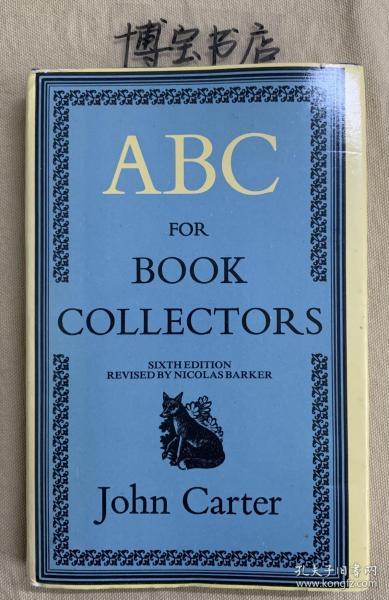 博宝书店
ABC
FOR
BOOK
COLLECTORS
SIXTH EDITION
REVISED BY NICOLAS BARKER
John Carter
孔夫子旧书网
www.kongfz.com